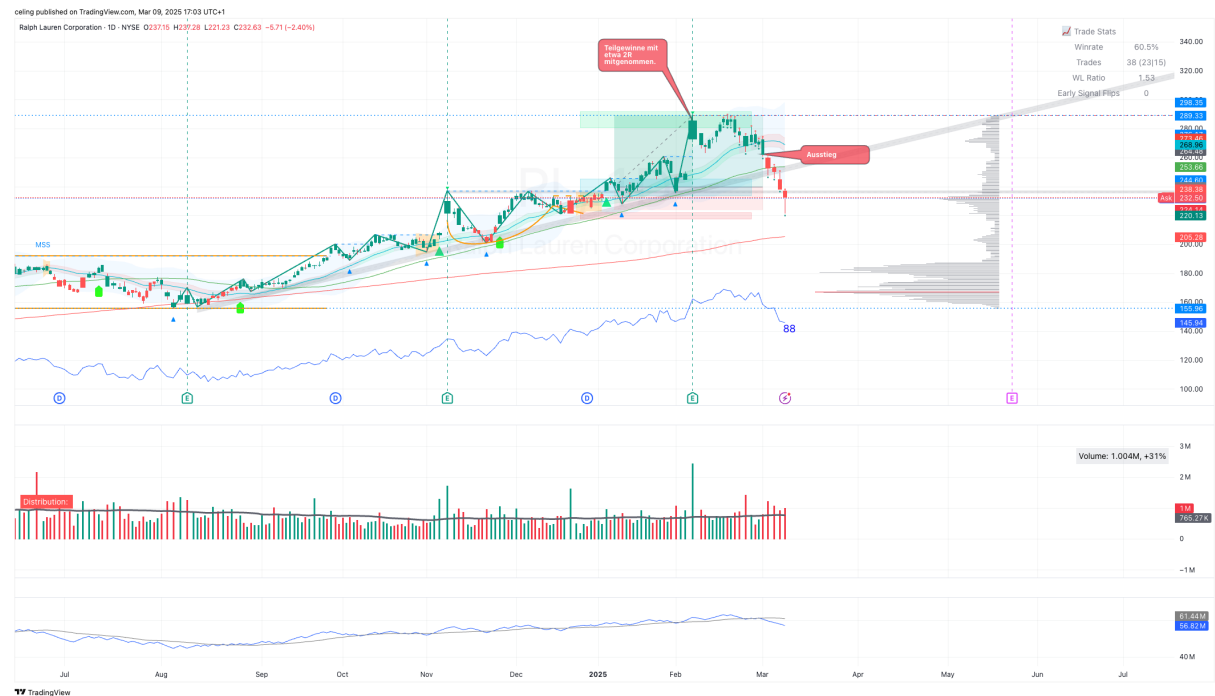 celing published on TradingView.com, Mar 09, 2025 17:03 UTC+1
Ralph Lauren Corporation · 1D · NYSE O237.15 H237.28 L221.23 C232.63 −5.71 (−2.40%)
Teilgewinne mit
etwa 2R
mitgenommen.
Trade Stats
Winrate 60.5%
Trades 38 (23|15)
WL Ratio 1.53
Early Signal Flips 0
340.00
320.00
298.35
289.33
280.00
273.46
268.96
264.48
260.00
253.66
244.60
238.38
Ask 232.50
220.13
205.28
200.00
180.00
160.00
155.96
145.94
140.00
120.00
100.00
Ausstieg
MSS
Lauren Corporation
88
D
E
D
E
D
E
E
3M
2M
1M
765.27K
0
−1M
Volume: 1.004M, +31%
Distribution:
61.44M
56.82M
40M
Jul Aug Sep Oct Nov Dec 2025 Feb Mar Apr May Jun Jul
TradingView